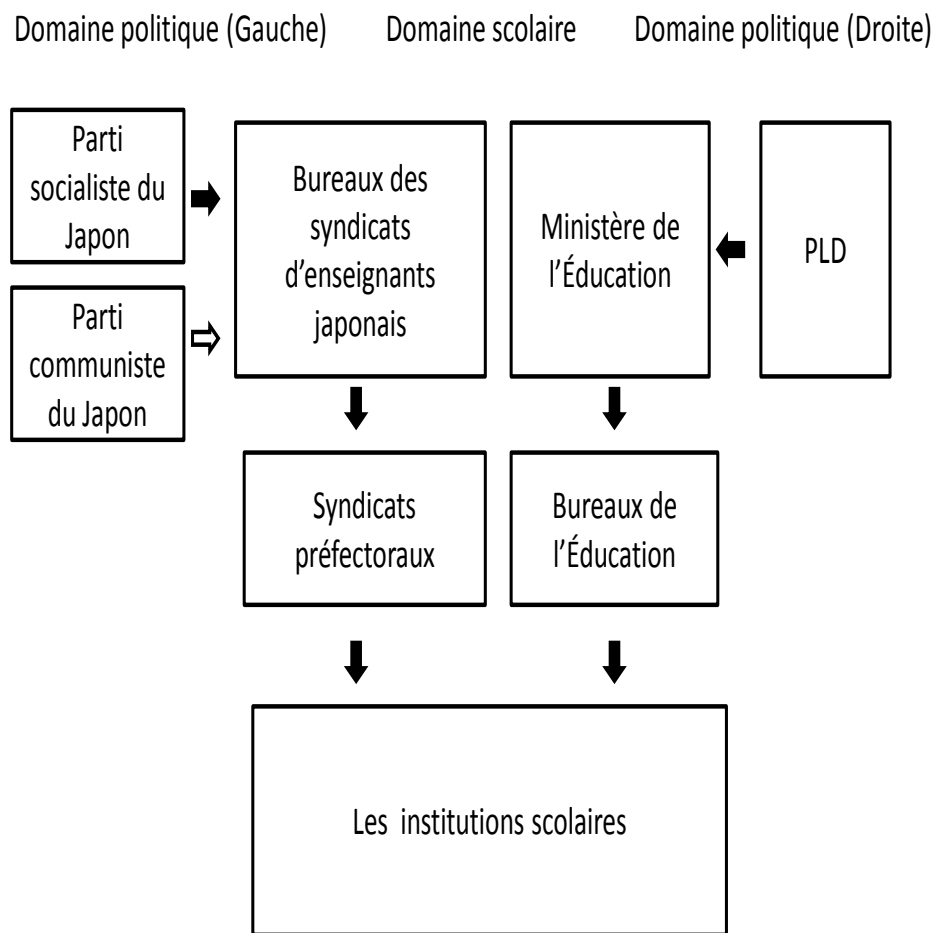 Domaine politique (Gauche) Domaine scolaire Domaine politique (Droite)
Parti
socialiste du
Japon
Parti
communiste
du Japon
Bureaux des
syndicats
d’enseignants
japonais
Ministère de
l’Éducation
PLD
Syndicats
préfectoraux
Bureaux de
l’Éducation
Les institutions scolaires